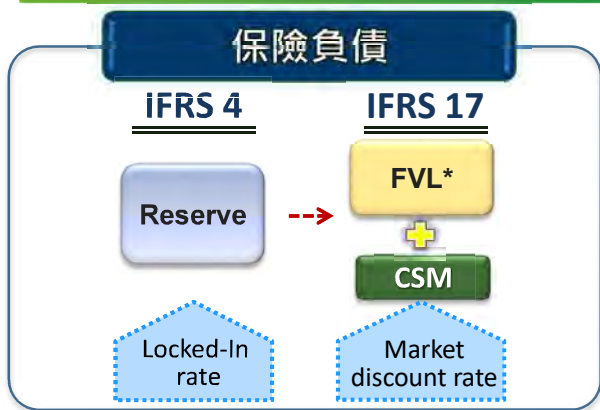 保險負債
IFRS 4
IFRS 17
Reserve
FVL*
CSM
Locked-In
rate
Market
discount rate